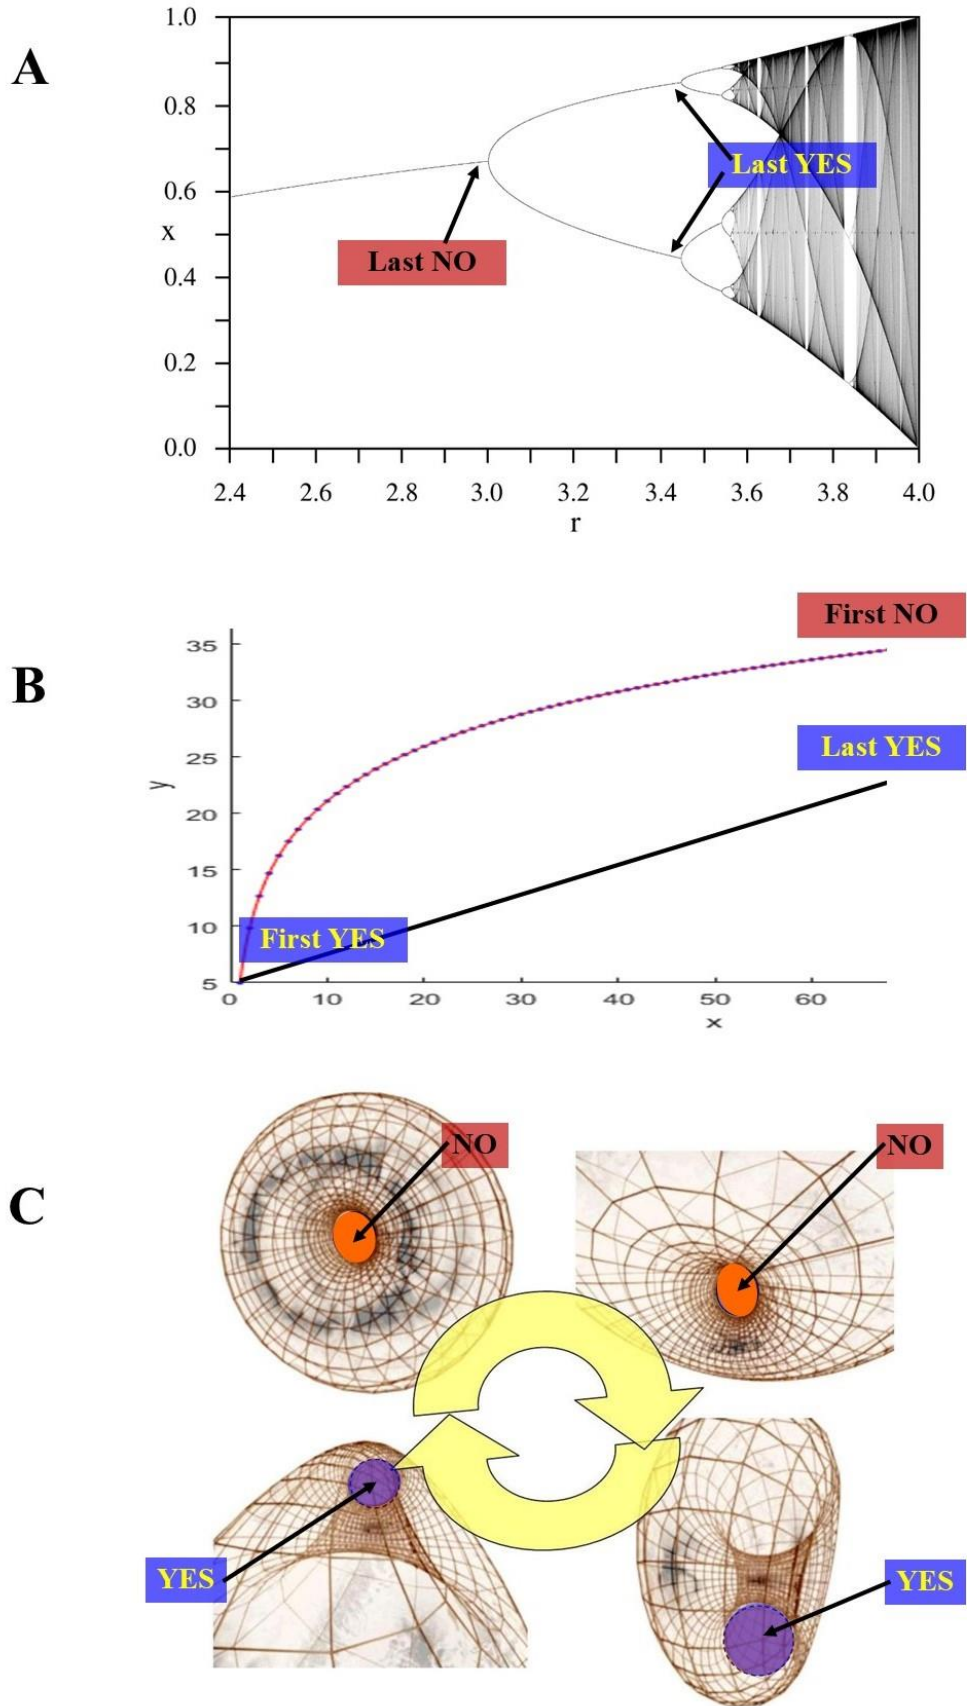 A
1.0
0.8
0.6
x
0.4
0.2
0.0
2.4 2.6 2.8 3.0 3.2 3.4 3.6 3.8 4.0
r
Last NO
Last YES
B
35
30
25
y
20
15
10
5
0 10 20 30 40 50 60
x
First NO
Last YES
First YES
C
NO
NO
YES
YES